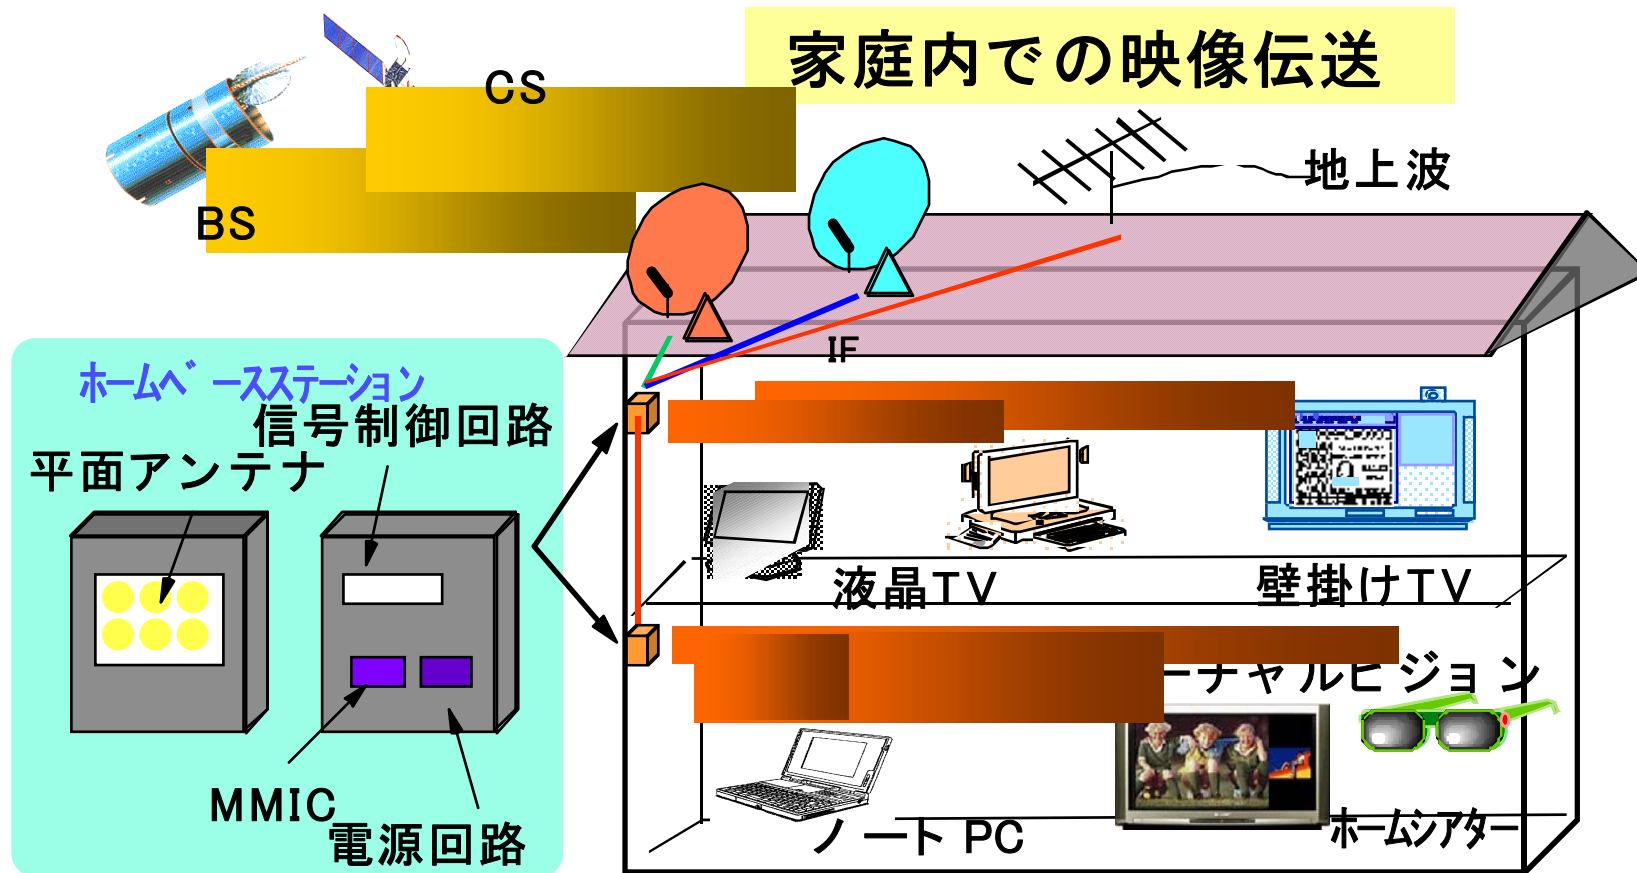 家庭内での映像伝送
CS
BS
地上波
IF
ホームベースステーション
信号制御回路
平面アンテナ
MMIC
電源回路
液晶TV
壁掛けTV
ーチャルビジョン
ノートPC
ホームシアター